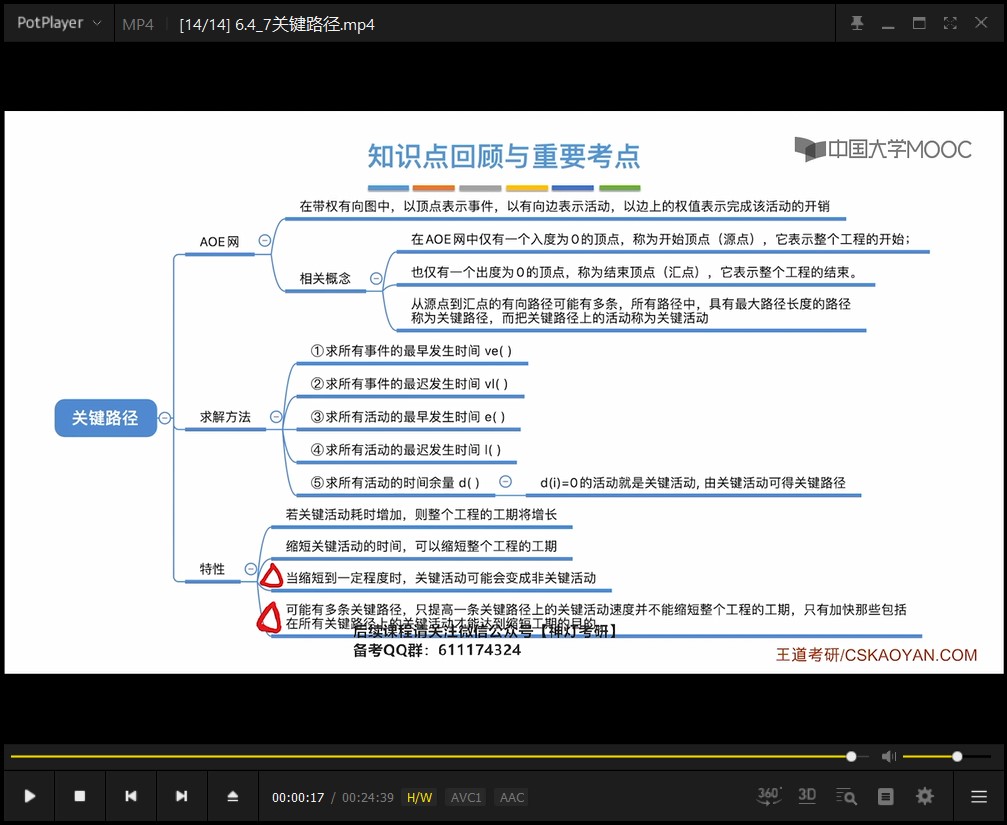 PotPlayer
MP4
[14/14] 6.4_7关键路径.mp4
知识点回顾与重要考点
中国大学MOOC
在带权有向图中，以顶点表示事件，以有向边表示活动，以边上的权值表示完成该活动的开销
AOE网
在AOE网中仅有一个入度为0的顶点，称为开始顶点（源点），它表示整个工程的开始；
相关概念
也仅有一个出度为0的顶点，称为结束顶点（汇点），它表示整个工程的结束。
从源点到汇点的有向路径可能有多条，所有路径中，具有最大路径长度的路径
称为关键路径，而把关键路径上的活动称为关键活动
关键路径
求解方法
①求所有事件的最早发生时间 ve( )
②求所有事件的最迟发生时间 vl( )
③求所有活动的最早发生时间 e( )
④求所有活动的最迟发生时间 l( )
⑤求所有活动的时间余量 d( )
d(i)=0的活动就是关键活动, 由关键活动可得关键路径
特性
若关键活动耗时增加，则整个工程的工期将增长
缩短关键活动的时间，可以缩短整个工程的工期
当缩短到一定程度时，关键活动可能会变成非关键活动
可能有多条关键路径，只提高一条关键路径上的关键活动速度并不能缩短整个工程的工期，只有加快那些包括
在所有关键路径上的关键活动才能达到缩短工期的目的。
后续课程请关注微信公众号【神灯考研】
备考QQ群：611174324
王道考研/CSKAOYAN.COM
00:00:17 / 00:24:39 H/W AVC1 AAC
360° 3D